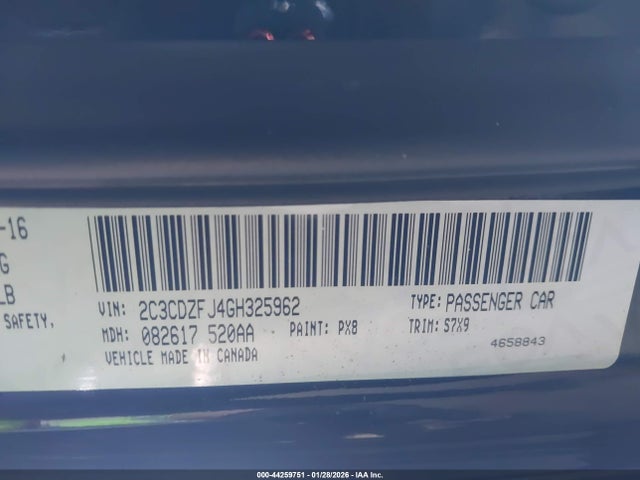 -16
G
LB
SAFETY,
VIN: 2C3CDZFJ4GH325962
TYPE: PASSENGER CAR
MDH: 082617 520AA
PAINT: PX8
TRIM: S7X9
VEHICLE MADE IN CANADA
4658843
000-44259751 - 01/28/2026 - IAA Inc.